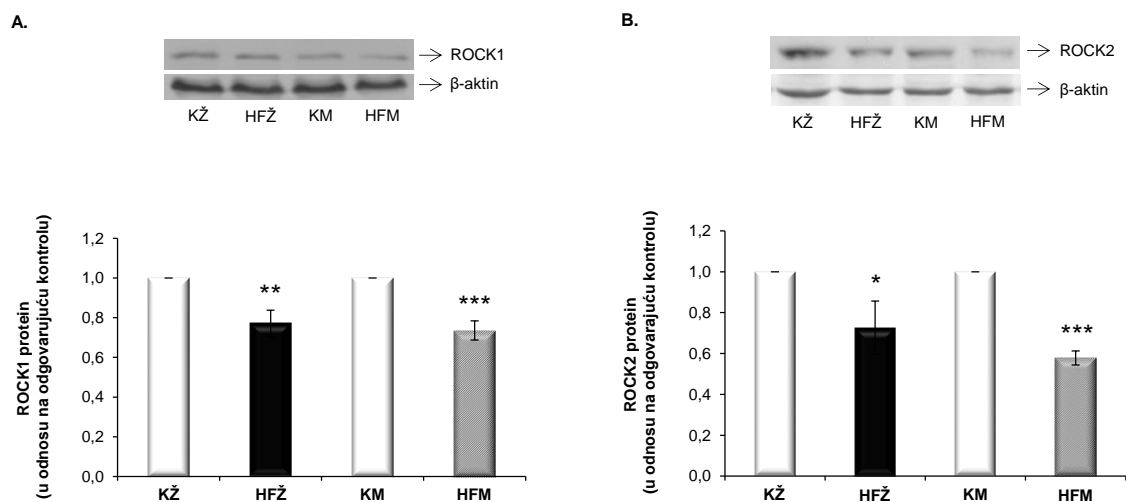 A.
ROCK1
β-aktin
KŽ HFŽ KM HFM
ROCK1 protein
(u odnosu na odgovarujuću kontrolu)
1,2
1,0
0,8
0,6
0,4
0,2
0,0
**
***
KŽ HFŽ KM HFM
B.
ROCK2
β-aktin
KŽ HFŽ KM HFM
ROCK2 protein
(u odnosu na odgovarajuću kontrolu)
1,2
1,0
0,8
0,6
0,4
0,2
0,0
*
***
KŽ HFŽ KM HFM